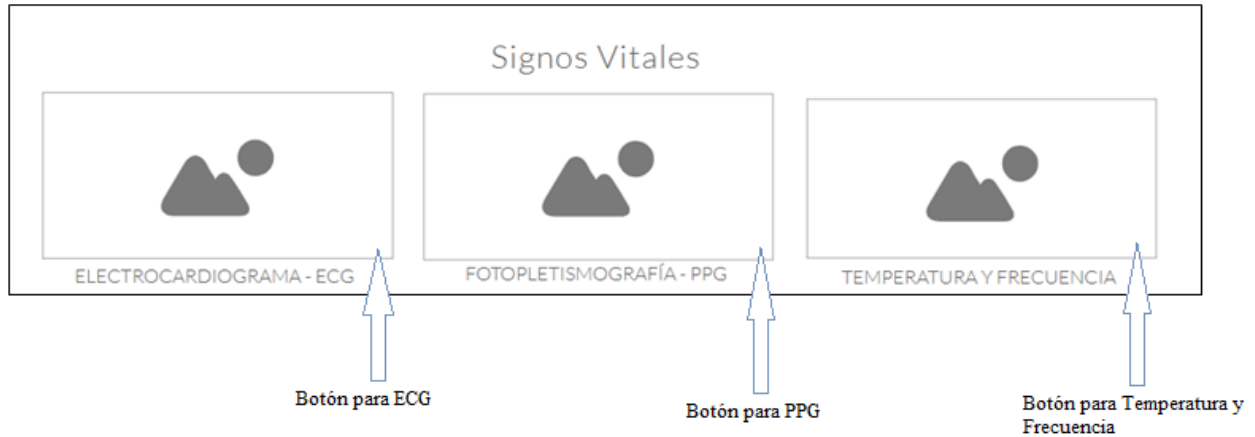 Signos Vitales
ELECTROCARDIOGRAMA - ECG
FOTOPLETISMOGRAFÍA - PPG
TEMPERATURA Y FRECUENCIA
Botón para ECG
Botón para PPG
Botón para Temperatura y
Frecuencia